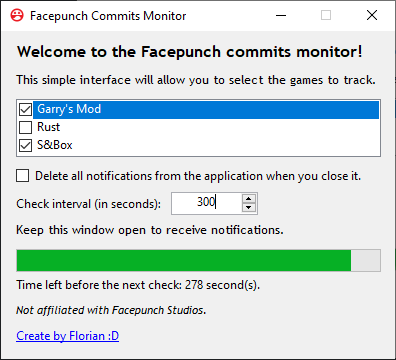 Facepunch Commits Monitor
Welcome to the Facepunch commits monitor!
This simple interface will allow you to select the games to track.
Garry's Mod
Rust
S&Box
Delete all notifications from the application when you close it.
Check interval (in seconds): 300
Keep this window open to receive notifications.
Time left before the next check: 278 second(s).
Not affiliated with Facepunch Studios.
Create by Florian :D